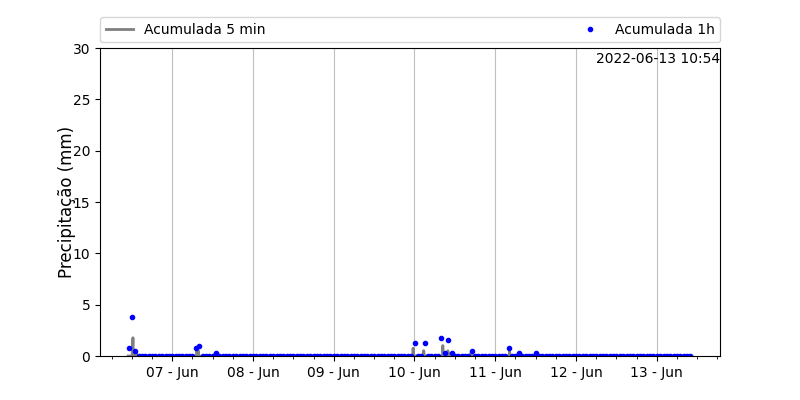 Acumulada 5 min
Acumulada 1h
2022-06-13 10:54
Precipitação (mm)
30
25
20
15
10
5
0
07 - Jun
08 - Jun
09 - Jun
10 - Jun
11 - Jun
12 - Jun
13 - Jun